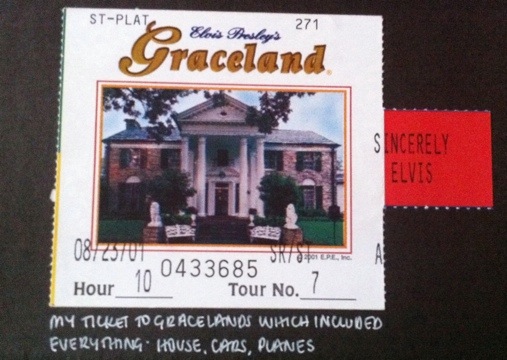 ST-PLAT 271
Elvis Presley's
Graceland
SINCERELY
ELVIS
08/23/01 SR/ST A
© 2001 E.P.E., Inc.
0433685
Hour 10 Tour No. 7
MY TICKET TO GRACELANDS WHICH INCLUDED
EVERYTHING - HOUSE, CARS, PLANES